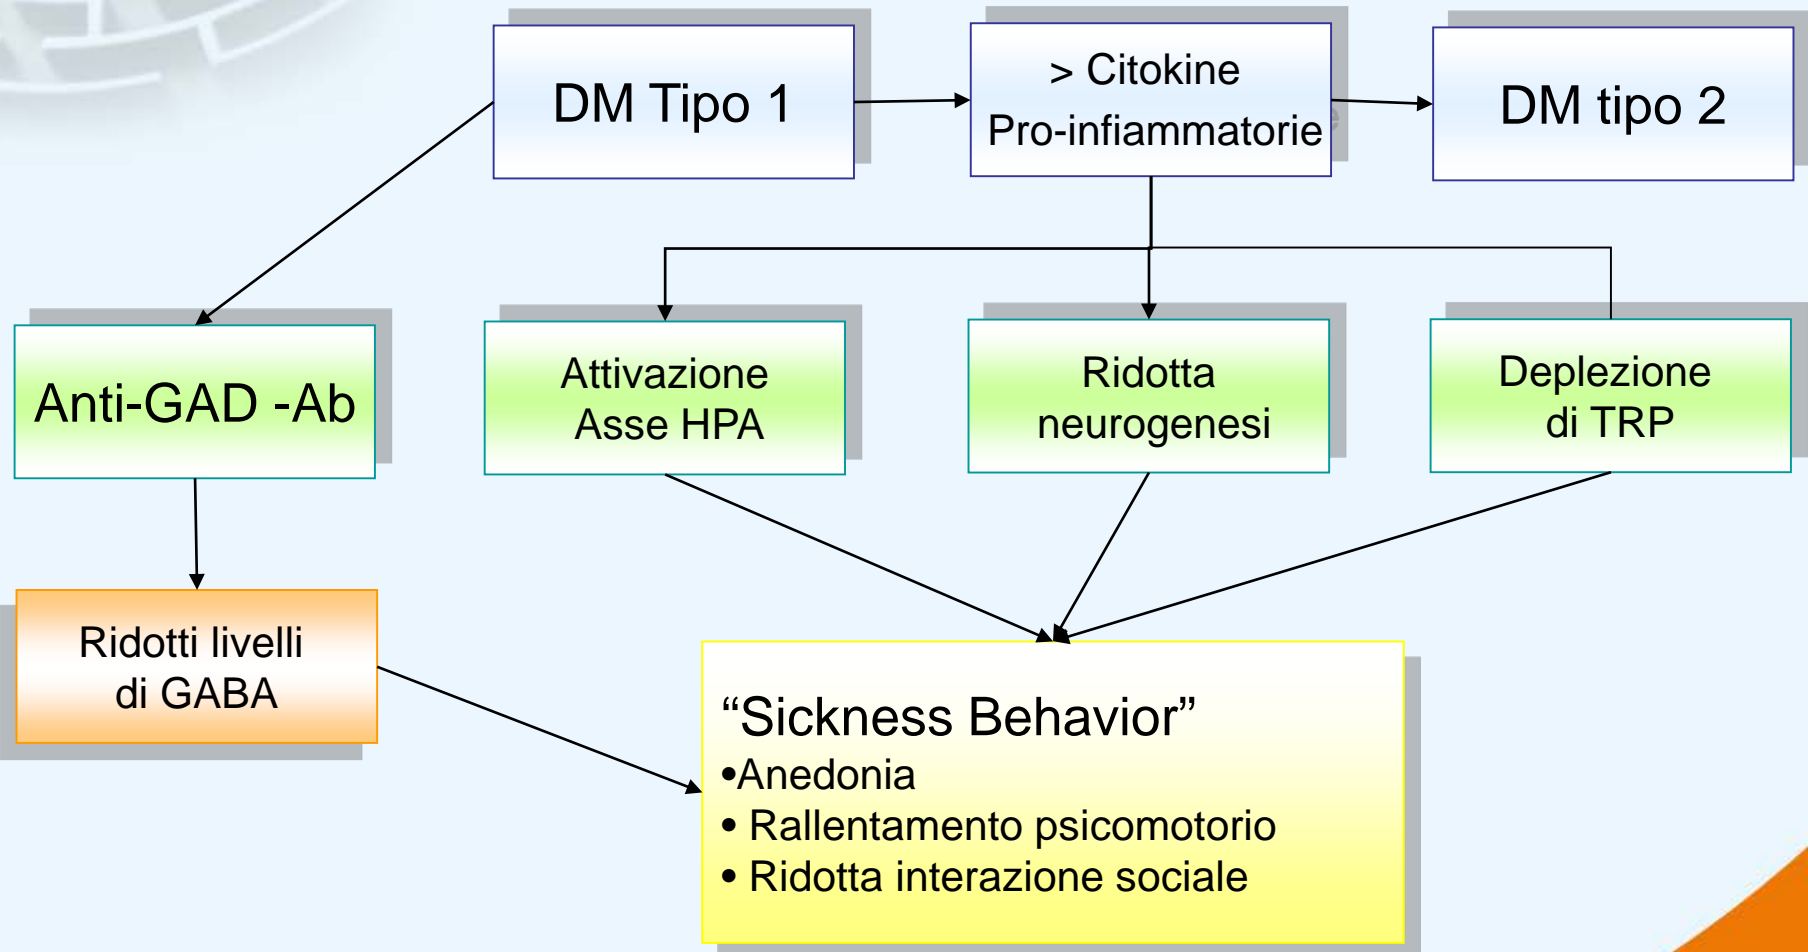 DM Tipo 1
> Citokine
Pro-infiammatorie
DM tipo 2
Anti-GAD -Ab
Attivazione
Asse HPA
Ridotta
neurogenesi
Deplezione
di TRP
Ridotti livelli
di GABA
“Sickness Behavior”
•Anedonia
• Rallentamento psicomotorio
• Ridotta interazione sociale